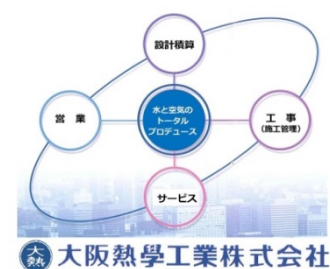 設計積算
営業
水と空気の
トータル
プロデュース
工事
(施工管理)
サービス
大熱
大阪熱學工業株式会社